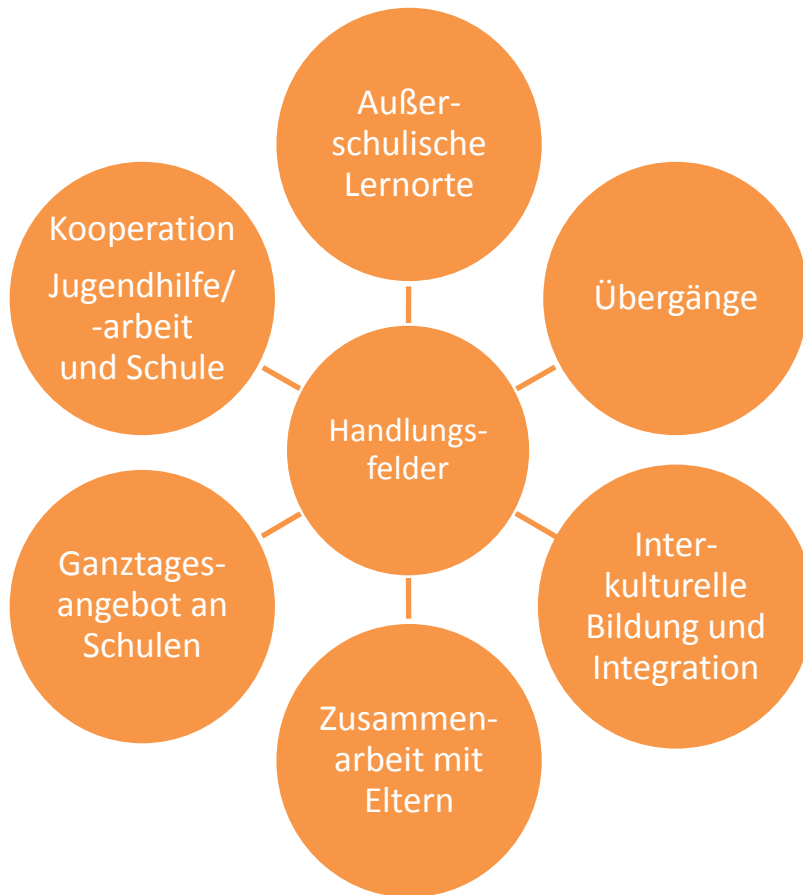 Außer-
schulische
Lernorte
Kooperation
Jugendhilfe/
-arbeit
und Schule
Übergänge
Handlungs-
felder
Ganztages-
angebot an
Schulen
Inter-
kulturelle
Bildung und
Integration
Zusammen-
arbeit mit
Eltern